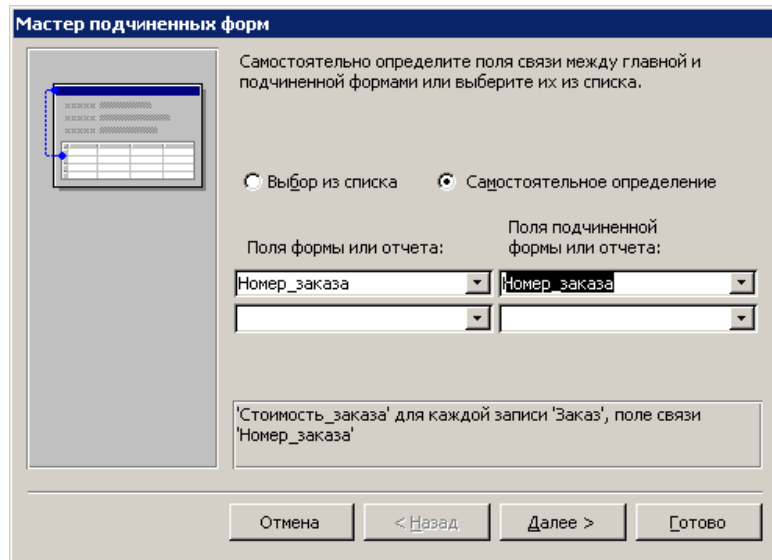 Мастер подчиненных форм
Самостоятельно определите поля связи между главной и
подчиненной формами или выберите их из списка.
Выбор из списка
Самостоятельное определение
Поля формы или отчета:
Поля подчиненной
формы или отчета:
Номер_заказа
Номер_заказа
'Стоимость_заказа' для каждой записи 'Заказ', поле связи
'Номер_заказа'
Отмена
< Назад
Далее >
Готово